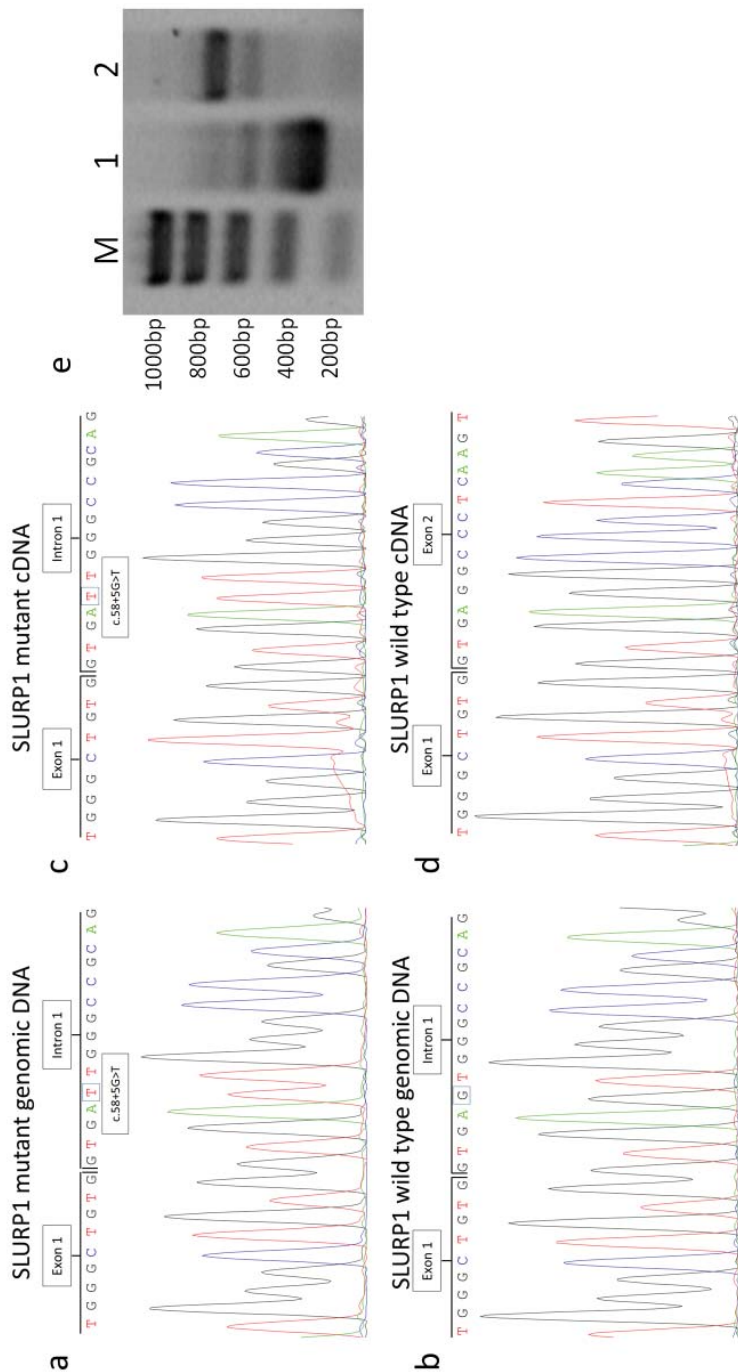 a
SLURP1 mutant genomic DNA
Exon 1
Intron 1
T G G G C T G T G G T G A T T G G G C C G C A G
c.58+5G>T
b
SLURP1 wild type genomic DNA
Exon 1
Intron 1
T G G G C T G T G G T G A G T G G G C C G C A G
c
SLURP1 mutant cDNA
Exon 1
Intron 1
T G G G C T G T G G T G A T T G G G C C G C A G
c.58+5G>T
d
SLURP1 wild type cDNA
Exon 1
Exon 2
T G G G C T G T G G T G A G G C C C T C A A G T
e
M 1 2
1000bp
800bp
600bp
400bp
200bp